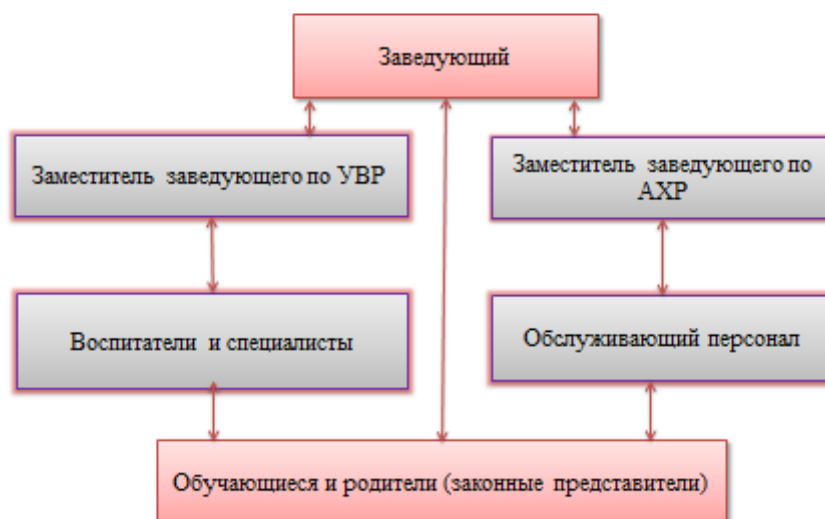 Заведующий
Заместитель заведующего по УВР
Заместитель заведующего по
АХР
Воспитатели и специалисты
Обслуживающий персонал
Обучающиеся и родители (законные представители)